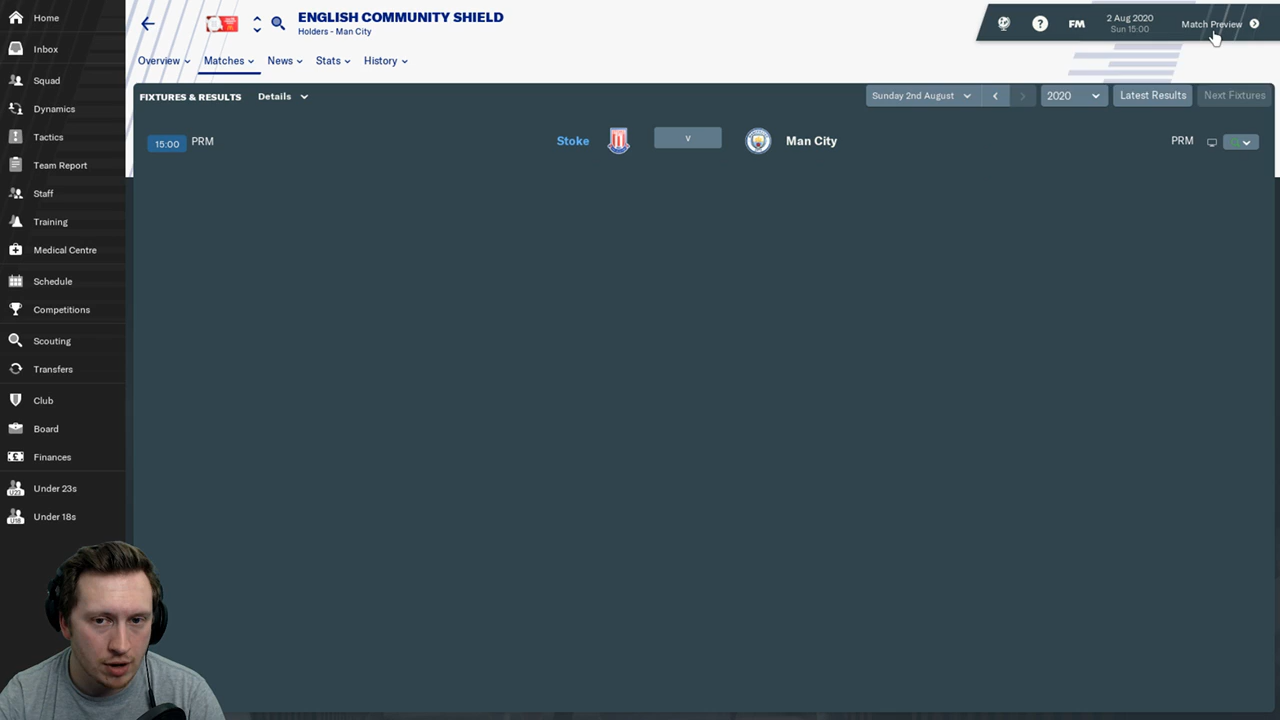 Home
Inbox
Squad
Dynamics
Tactics
Team Report
Staff
Training
Medical Centre
Schedule
Competitions
Scouting
Transfers
Club
Board
Finances
U23 Under 23s
U18 Under 18s
ENGLISH COMMUNITY SHIELD
Holders - Man City
? FM 2 Aug 2020 Match Preview
Sun 15:00
Overview Matches News Stats History
FIXTURES & RESULTS Details Sunday 2nd August 2020 Latest Results Next Fixtures
15:00 PRM Stoke v Man City PRM